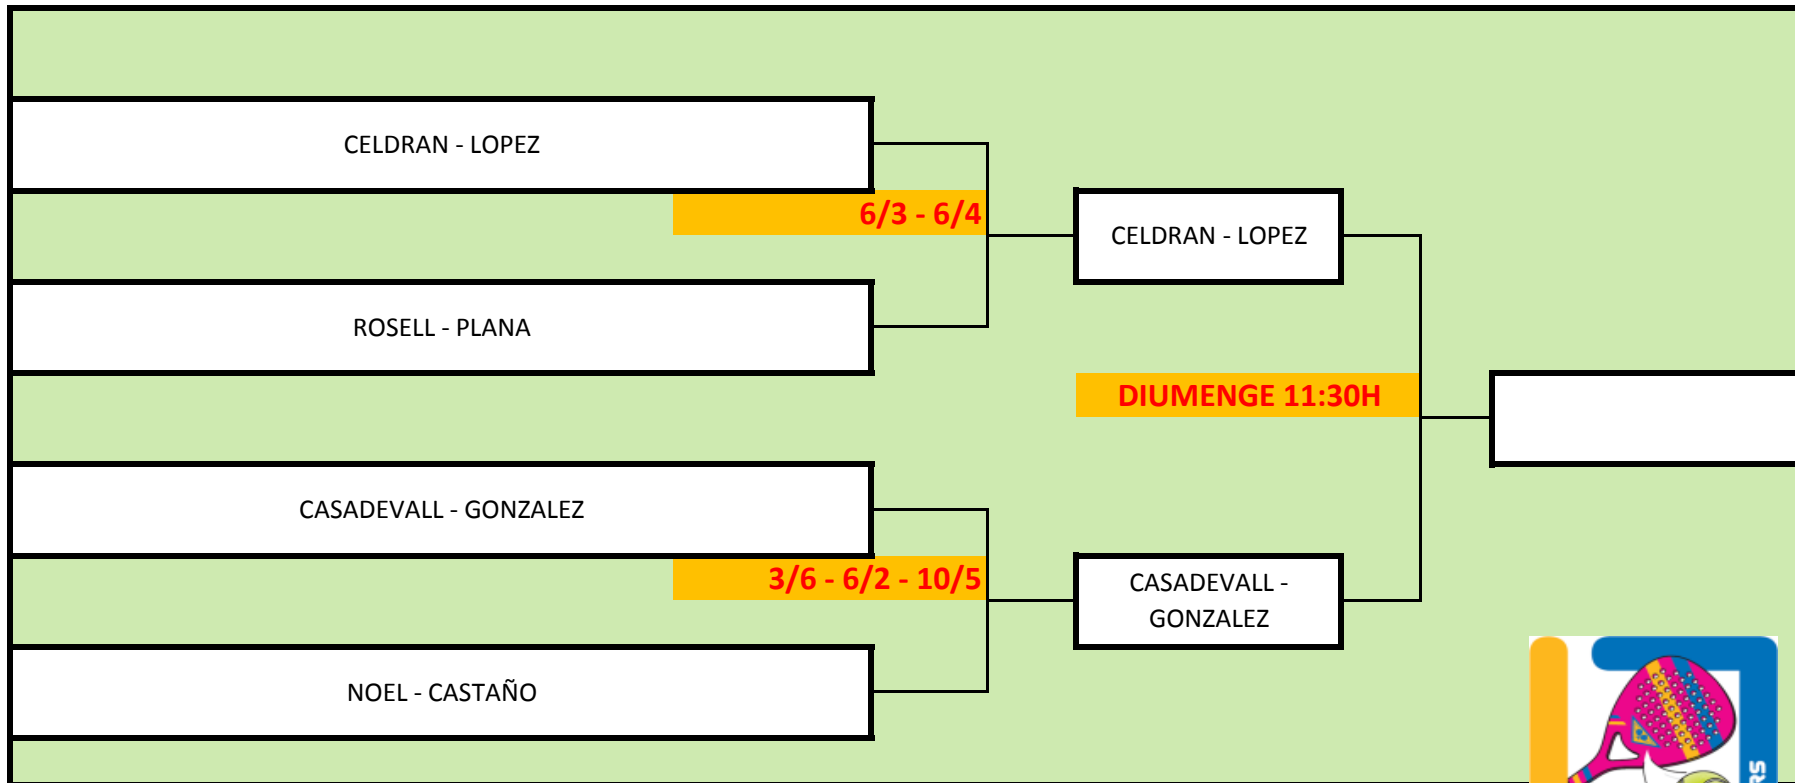 CELDRAN - LOPEZ
6/3 - 6/4
CELDRAN - LOPEZ
ROSELL - PLANA
DIUMENGE 11:30H
CASADEVALL - GONZALEZ
3/6 - 6/2 - 10/5
CASADEVALL -
GONZALEZ
NOEL - CASTAÑO